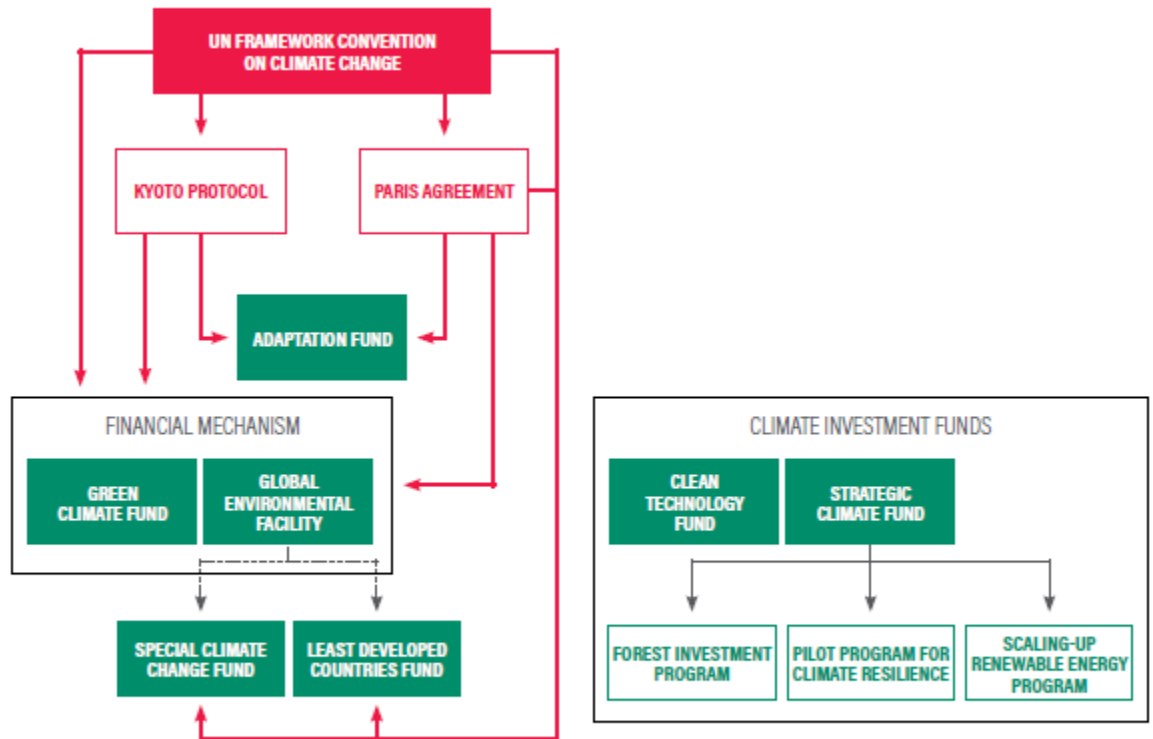 UN FRAMEWORK CONVENTION
ON CLIMATE CHANGE
KYOTO PROTOCOL
PARIS AGREEMENT
ADAPTATION FUND
FINANCIAL MECHANISM
GREEN
CLIMATE FUND
GLOBAL
ENVIRONMENTAL
FACILITY
SPECIAL CLIMATE
CHANGE FUND
LEAST DEVELOPED
COUNTRIES FUND
CLIMATE INVESTMENT FUNDS
CLEAN
TECHNOLOGY
FUND
STRATEGIC
CLIMATE FUND
FOREST INVESTMENT
PROGRAM
PILOT PROGRAM FOR
CLIMATE RESILIENCE
SCALING-UP
RENEWABLE ENERGY
PROGRAM